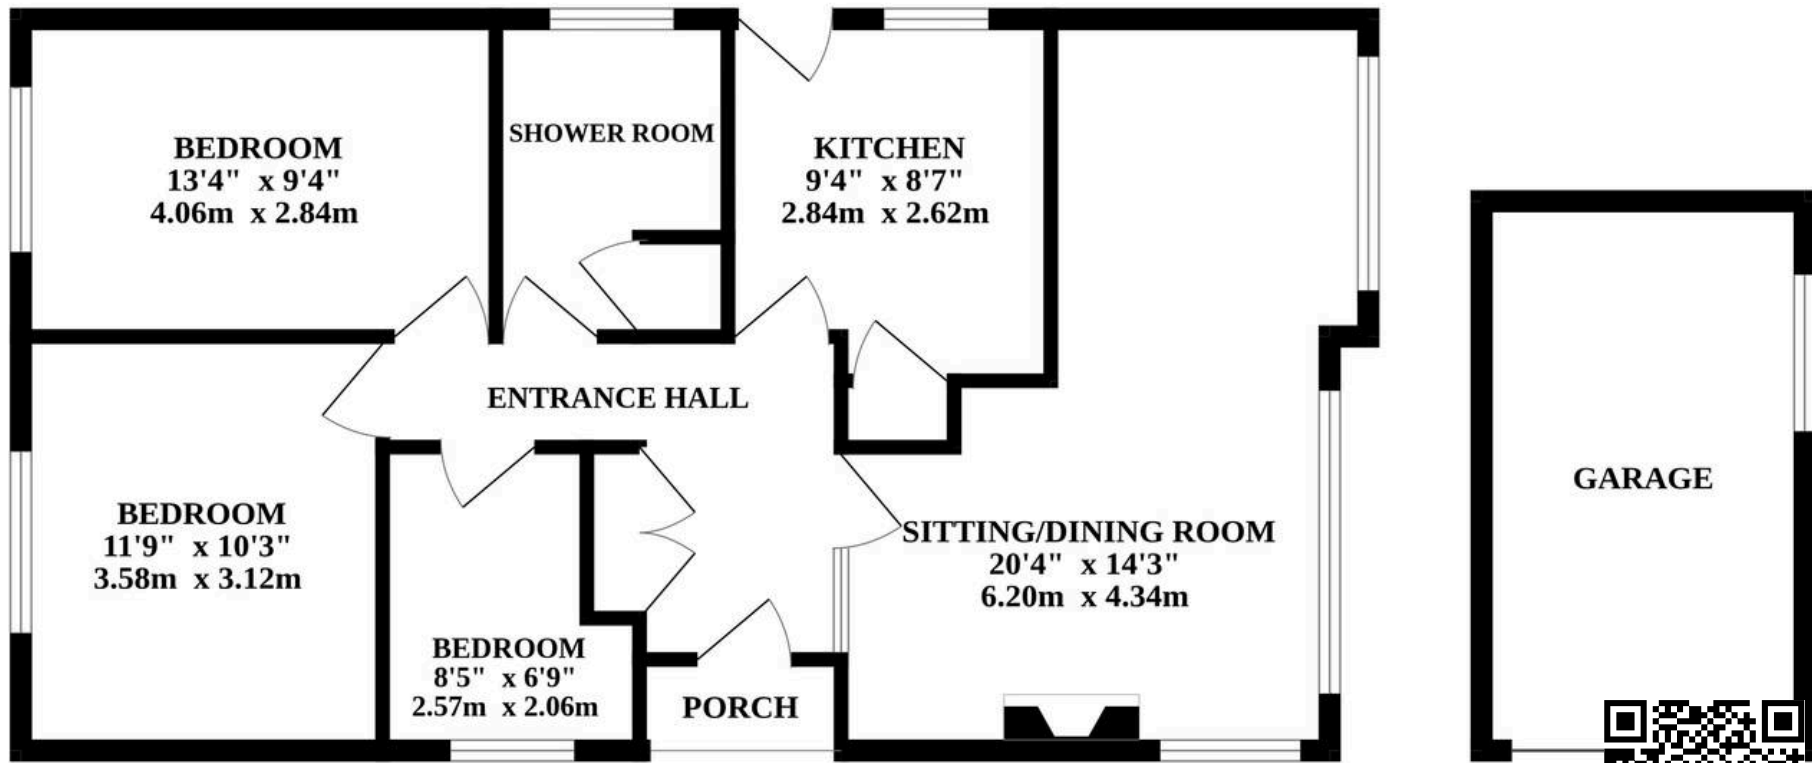 BEDROOM
13'4" x 9'4"
4.06m x 2.84m
SHOWER ROOM
KITCHEN
9'4" x 8'7"
2.84m x 2.62m
ENTRANCE HALL
BEDROOM
11'9" x 10'3"
3.58m x 3.12m
BEDROOM
8'5" x 6'9"
2.57m x 2.06m
PORCH
SITTING/DINING ROOM
20'4" x 14'3"
6.20m x 4.34m
GARAGE